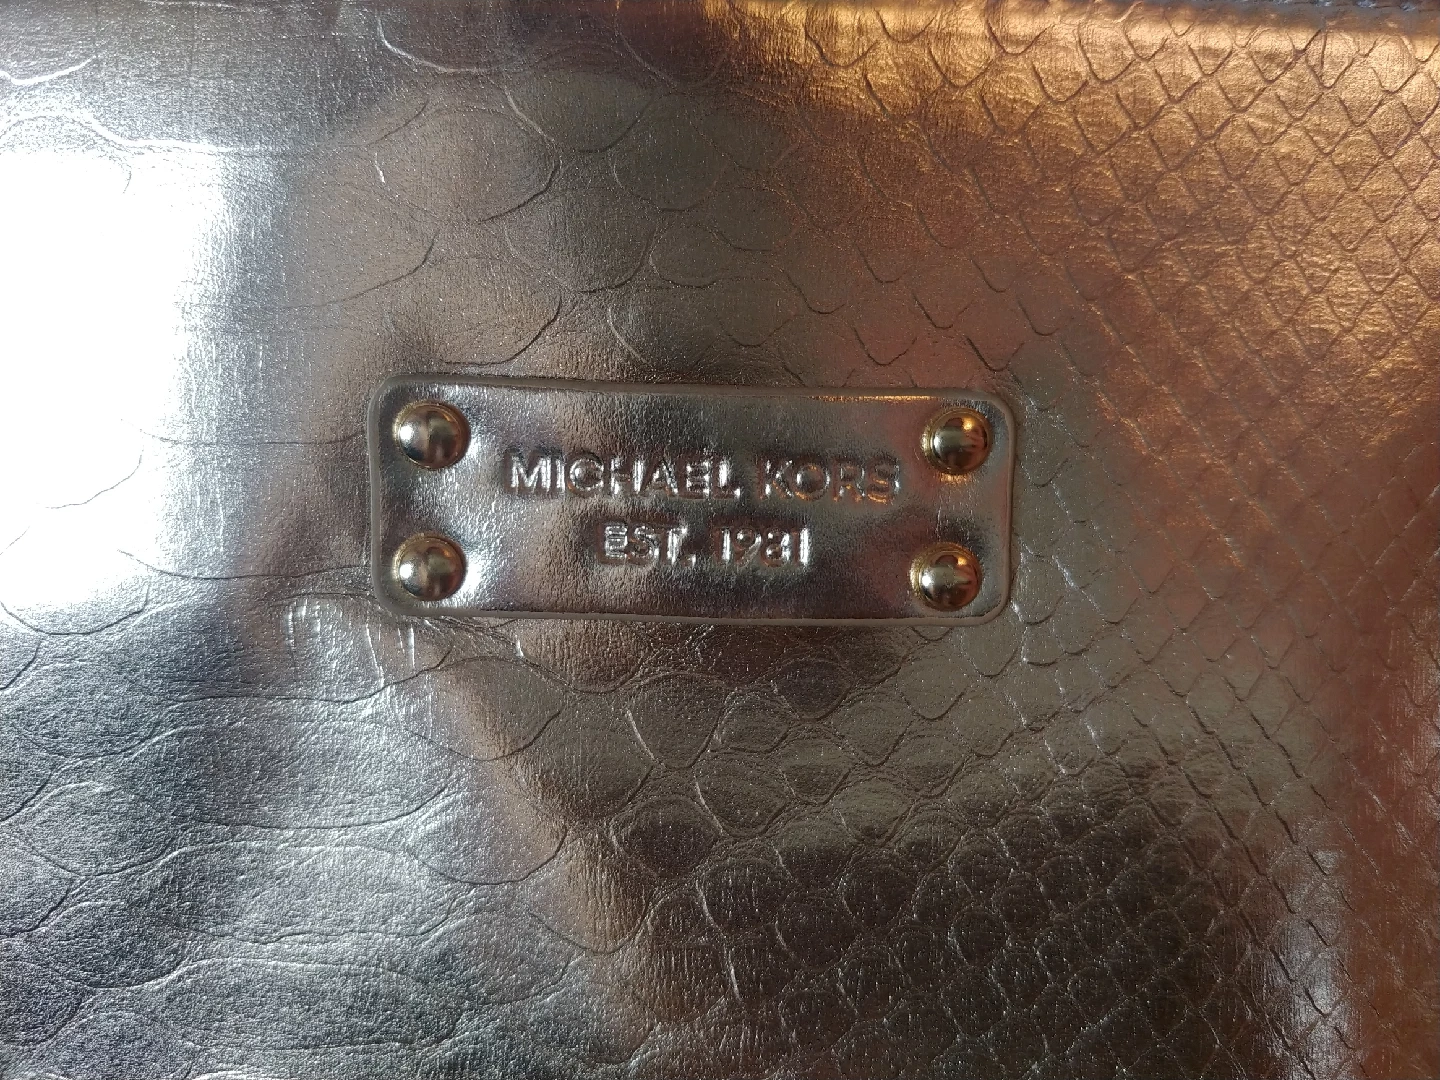 MICHAEL KORS
EST. 1981